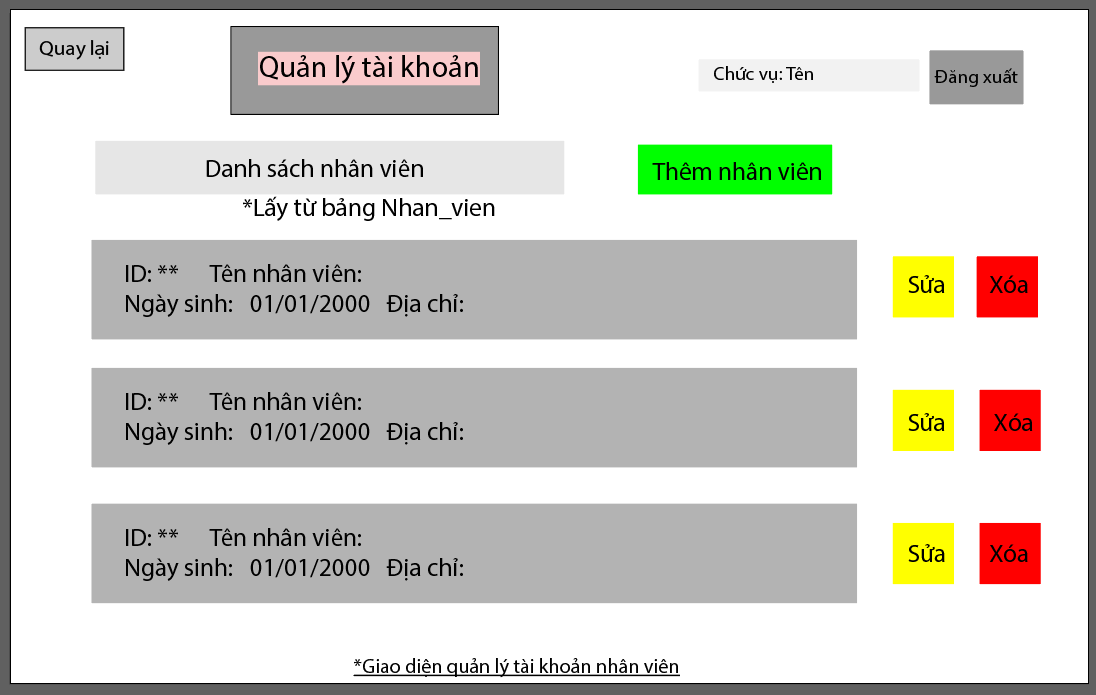 Quay lại
Quản lý tài khoản
Chức vụ: Tên
Đăng xuất
Danh sách nhân viên
Thêm nhân viên
*Lấy từ bảng Nhan_vien
ID: ** Tên nhân viên:
Ngày sinh: 01/01/2000 Địa chỉ:
Sửa
Xóa
ID: ** Tên nhân viên:
Ngày sinh: 01/01/2000 Địa chỉ:
Sửa
Xóa
ID: ** Tên nhân viên:
Ngày sinh: 01/01/2000 Địa chỉ:
Sửa
Xóa
*Giao diện quản lý tài khoản nhân viên